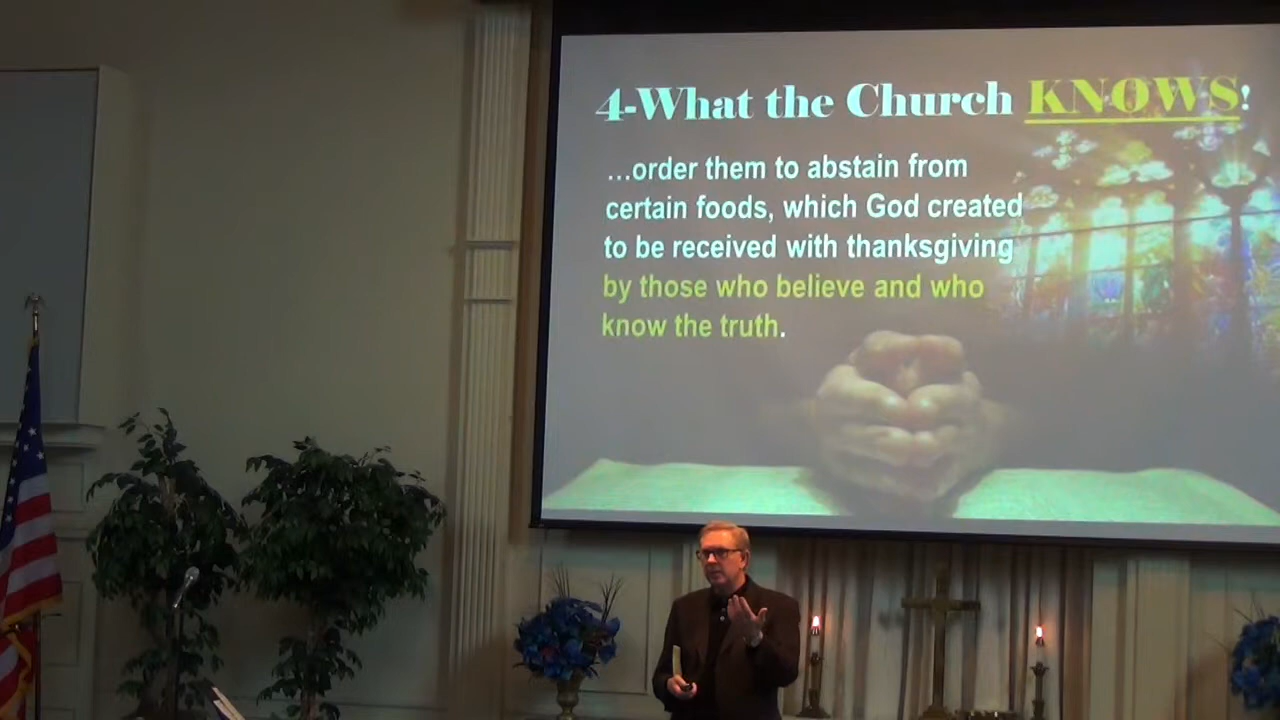 4-What the Church KNOWS!
...order them to abstain from
certain foods, which God created
to be received with thanksgiving
by those who believe and who
know the truth.